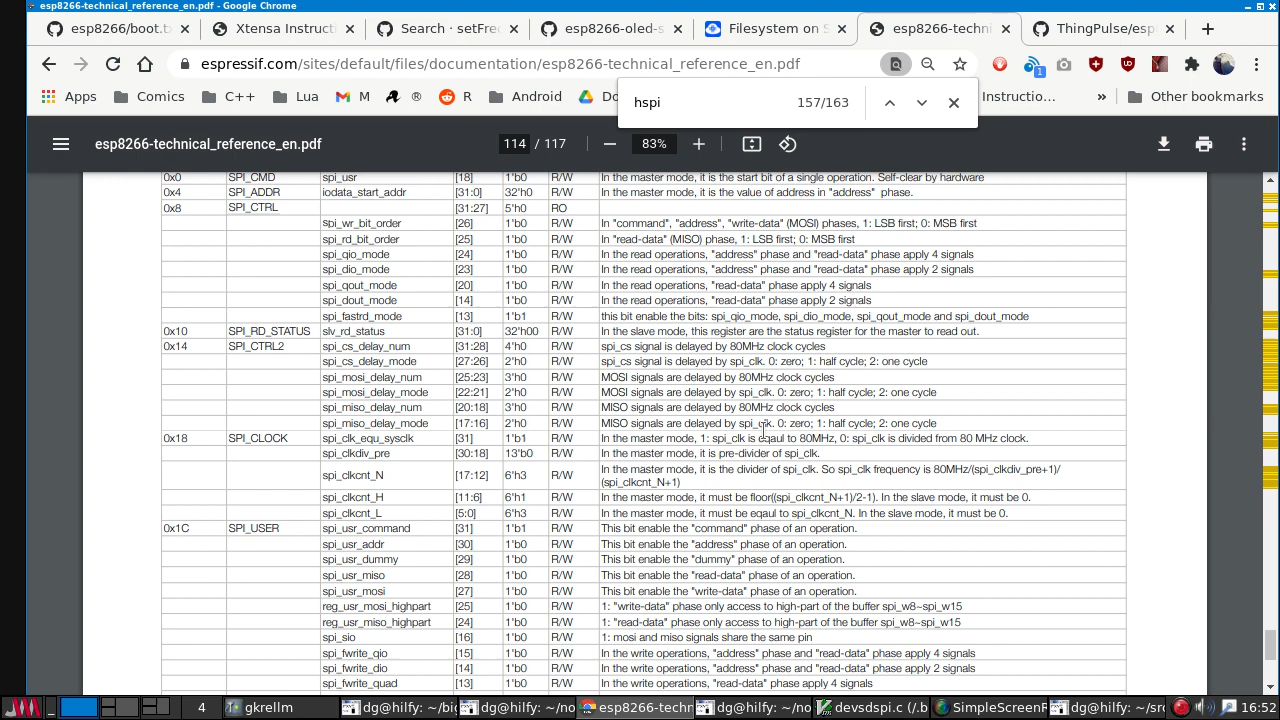 esp8266-technical_reference_en.pdf - Google Chrome
esp8266/boot.t
Xtensa Instructi
Search · setFre
esp8266-oled-s
Filesystem on S
esp8266-techni
ThingPulse/esp
espressif.com/sites/default/files/documentation/esp8266-technical_reference_en.pdf
1
Apps Comics C++ Lua M A R Android
Instructio... » Other bookmarks
hspi 157/163
esp8266-technical_reference_en.pdf 114 / 117 83%
0x0 SPI_CMD spi_usr [18] 1'b0 R/W In the master mode, it is the start bit of a single operation. Self-clear by hardware
0x4 SPI_ADDR iodata_start_addr [31:0] 32'h0 R/W In the master mode, it is the value of address in "address" phase.
0x8 SPI_CTRL [31:27] 5'h0 RO
spi_wr_bit_order [26] 1'b0 R/W In "command", "address", "write-data" (MOSI) phases, 1: LSB first; 0: MSB first
spi_rd_bit_order [25] 1'b0 R/W In "read-data" (MISO) phase, 1: LSB first; 0: MSB first
spi_qio_mode [24] 1'b0 R/W In the read operations, "address" phase and "read-data" phase apply 4 signals
spi_dio_mode [23] 1'b0 R/W In the read operations, "address" phase and "read-data" phase apply 2 signals
spi_qout_mode [20] 1'b0 R/W In the read operations, "read-data" phase apply 4 signals
spi_dout_mode [14] 1'b0 R/W In the read operations, "read-data" phase apply 2 signals
spi_fastrd_mode [13] 1'b1 R/W this bit enable the bits: spi_qio_mode, spi_dio_mode, spi_qout_mode and spi_dout_mode
0x10 SPI_RD_STATUS slv_rd_status [31:0] 32'h00 R/W In the slave mode, this register are the status register for the master to read out.
0x14 SPI_CTRL2 spi_cs_delay_num [31:28] 4'h0 R/W spi_cs signal is delayed by 80MHz clock cycles
spi_cs_delay_mode [27:26] 2'h0 R/W spi_cs signal is delayed by spi_clk. 0: zero; 1: half cycle; 2: one cycle
spi_mosi_delay_num [25:23] 3'h0 R/W MOSI signals are delayed by 80MHz clock cycles
spi_mosi_delay_mode [22:21] 2'h0 R/W MOSI signals are delayed by spi_clk. 0: zero; 1: half cycle; 2: one cycle
spi_miso_delay_num [20:18] 3'h0 R/W MISO signals are delayed by 80MHz clock cycles
spi_miso_delay_mode [17:16] 2'h0 R/W MISO signals are delayed by spi_clk. 0: zero; 1: half cycle; 2: one cycle
0x18 SPI_CLOCK spi_clk_equ_sysclk [31] 1'b1 R/W In the master mode, 1: spi_clk is eqaul to 80MHz, 0: spi_clk is divided from 80 MHz clock.
spi_clkdiv_pre [30:18] 13'b0 R/W In the master mode, it is pre-divider of spi_clk.
spi_clkcnt_N [17:12] 6'h3 R/W In the master mode, it is the divider of spi_clk. So spi_clk frequency is 80MHz/(spi_clkdiv_pre+1)/
(spi_clkcnt_N+1)
spi_clkcnt_H [11:6] 6'h1 R/W In the master mode, it must be floor((spi_clkcnt_N+1)/2-1). In the slave mode, it must be 0.
spi_clkcnt_L [5:0] 6'h3 R/W In the master mode, it must be eqaul to spi_clkcnt_N. In the slave mode, it must be 0.
0x1C SPI_USER spi_usr_command [31] 1'b1 R/W This bit enable the "command" phase of an operation.
spi_usr_addr [30] 1'b0 R/W This bit enable the "address" phase of an operation.
spi_usr_dummy [29] 1'b0 R/W This bit enable the "dummy" phase of an operation.
spi_usr_miso [28] 1'b0 R/W This bit enable the "read-data" phase of an operation.
spi_usr_mosi [27] 1'b0 R/W This bit enable the "write-data" phase of an operation.
reg_usr_mosi_highpart [25] 1'b0 R/W 1: "write-data" phase only access to high-part of the buffer spi_w8~spi_w15
reg_usr_miso_highpart [24] 1'b0 R/W 1: "read-data" phase only access to high-part of the buffer spi_w8~spi_w15
spi_sio [16] 1'b0 R/W 1: mosi and miso signals share the same pin
spi_fwrite_qio [15] 1'b0 R/W In the write operations, "address" phase and "read-data" phase apply 4 signals
spi_fwrite_dio [14] 1'b0 R/W In the write operations, "address" phase and "read-data" phase apply 2 signals
spi_fwrite_quad [13] 1'b0 R/W In the write operations, "read-data" phase apply 4 signals
4 gkrellm dg@hilfy: ~/bi dg@hilfy: ~/no esp8266-techn dg@hilfy: ~/no devsdspi.c (/.b SimpleScreenR dg@hilfy: ~/src 16:52